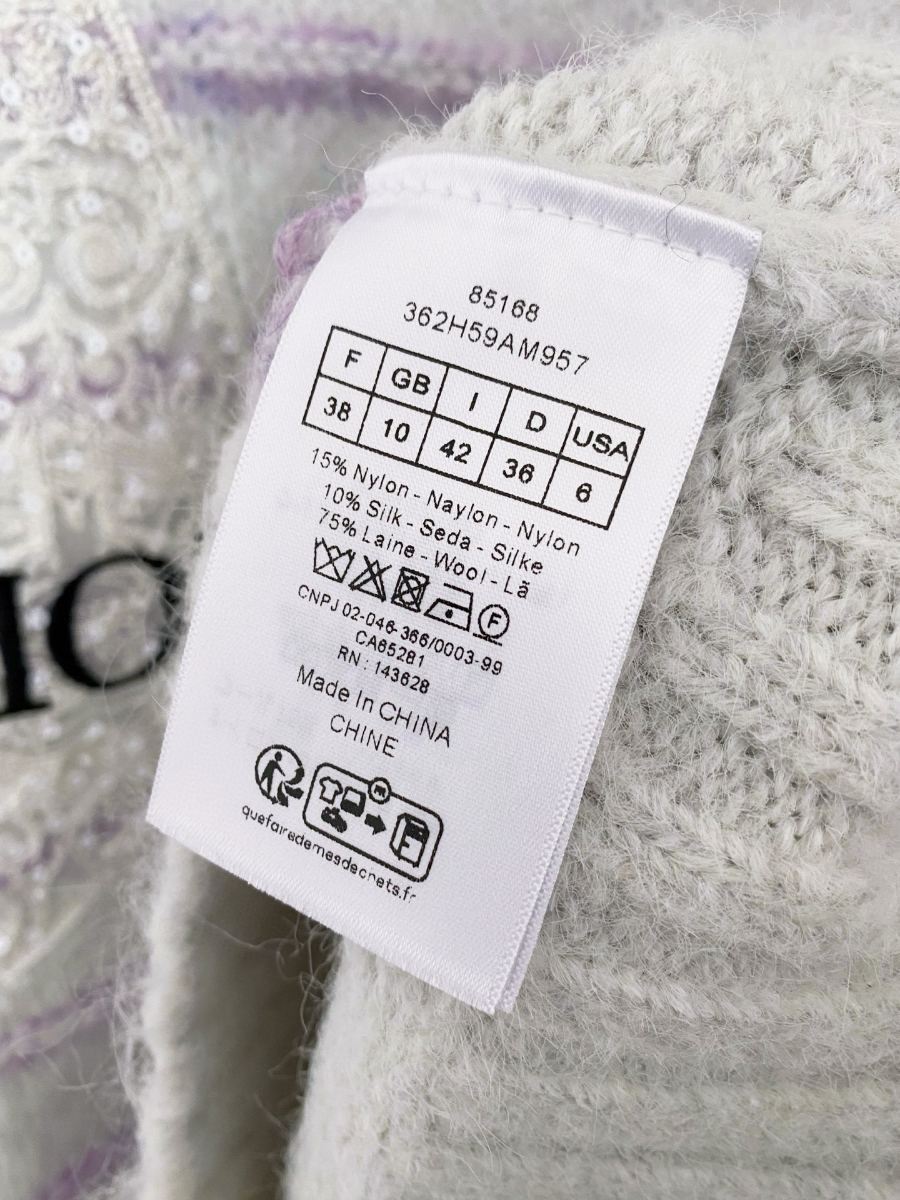 85168
362H59AM957
F GB I D USA
38 10 42 36 6
15% Nylon - Naylon - Nylon
10% Silk - Seda - Silke
75% Laine - Wool - Lã
F
CNPJ 02-046-366/0003-99
CA65281
RN : 143628
Made In CHINA
CHINE
quefairedemesdechets.fr
IO